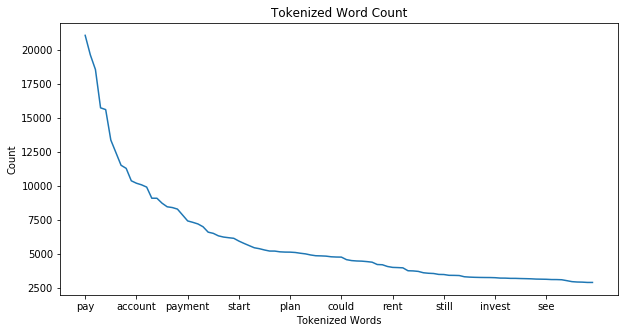 Tokenized Word Count
20000
17500
15000
12500
10000
7500
5000
2500
Count
pay account payment start plan could rent still invest see
Tokenized Words